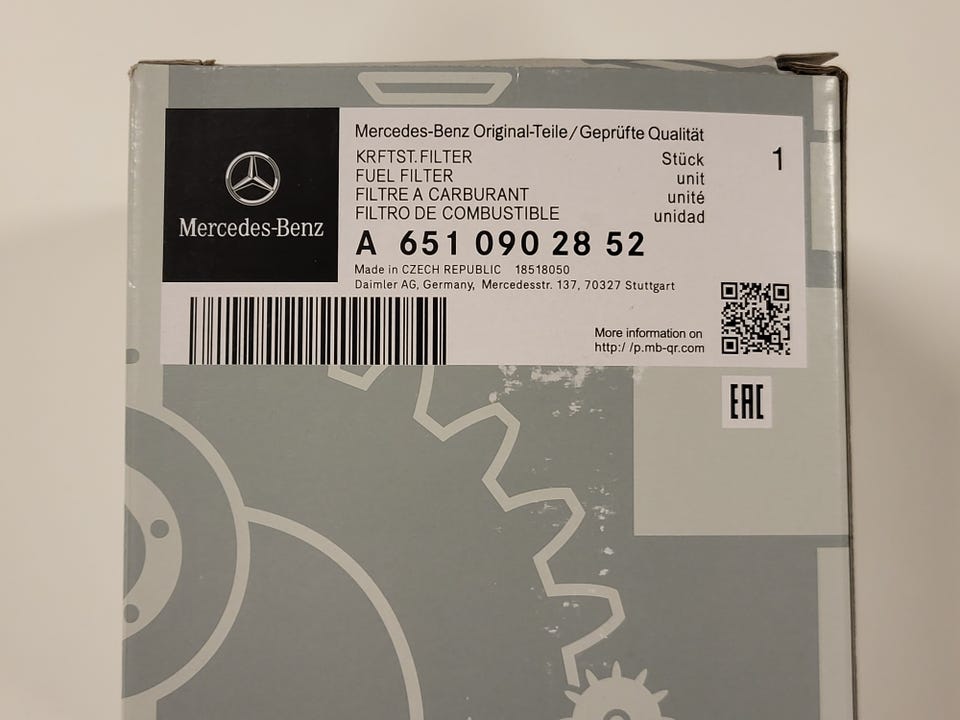 Mercedes-Benz
Mercedes-Benz Original-Teile/Geprüfte Qualität
KRFTST.FILTER Stück 1
FUEL FILTER unit
FILTRE A CARBURANT unité
FILTRO DE COMBUSTIBLE unidad
A 651 090 28 52
Made in CZECH REPUBLIC 18518050
Daimler AG, Germany, Mercedesstr. 137, 70327 Stuttgart
More information on
http: / /p.mb-qr.com
EAC